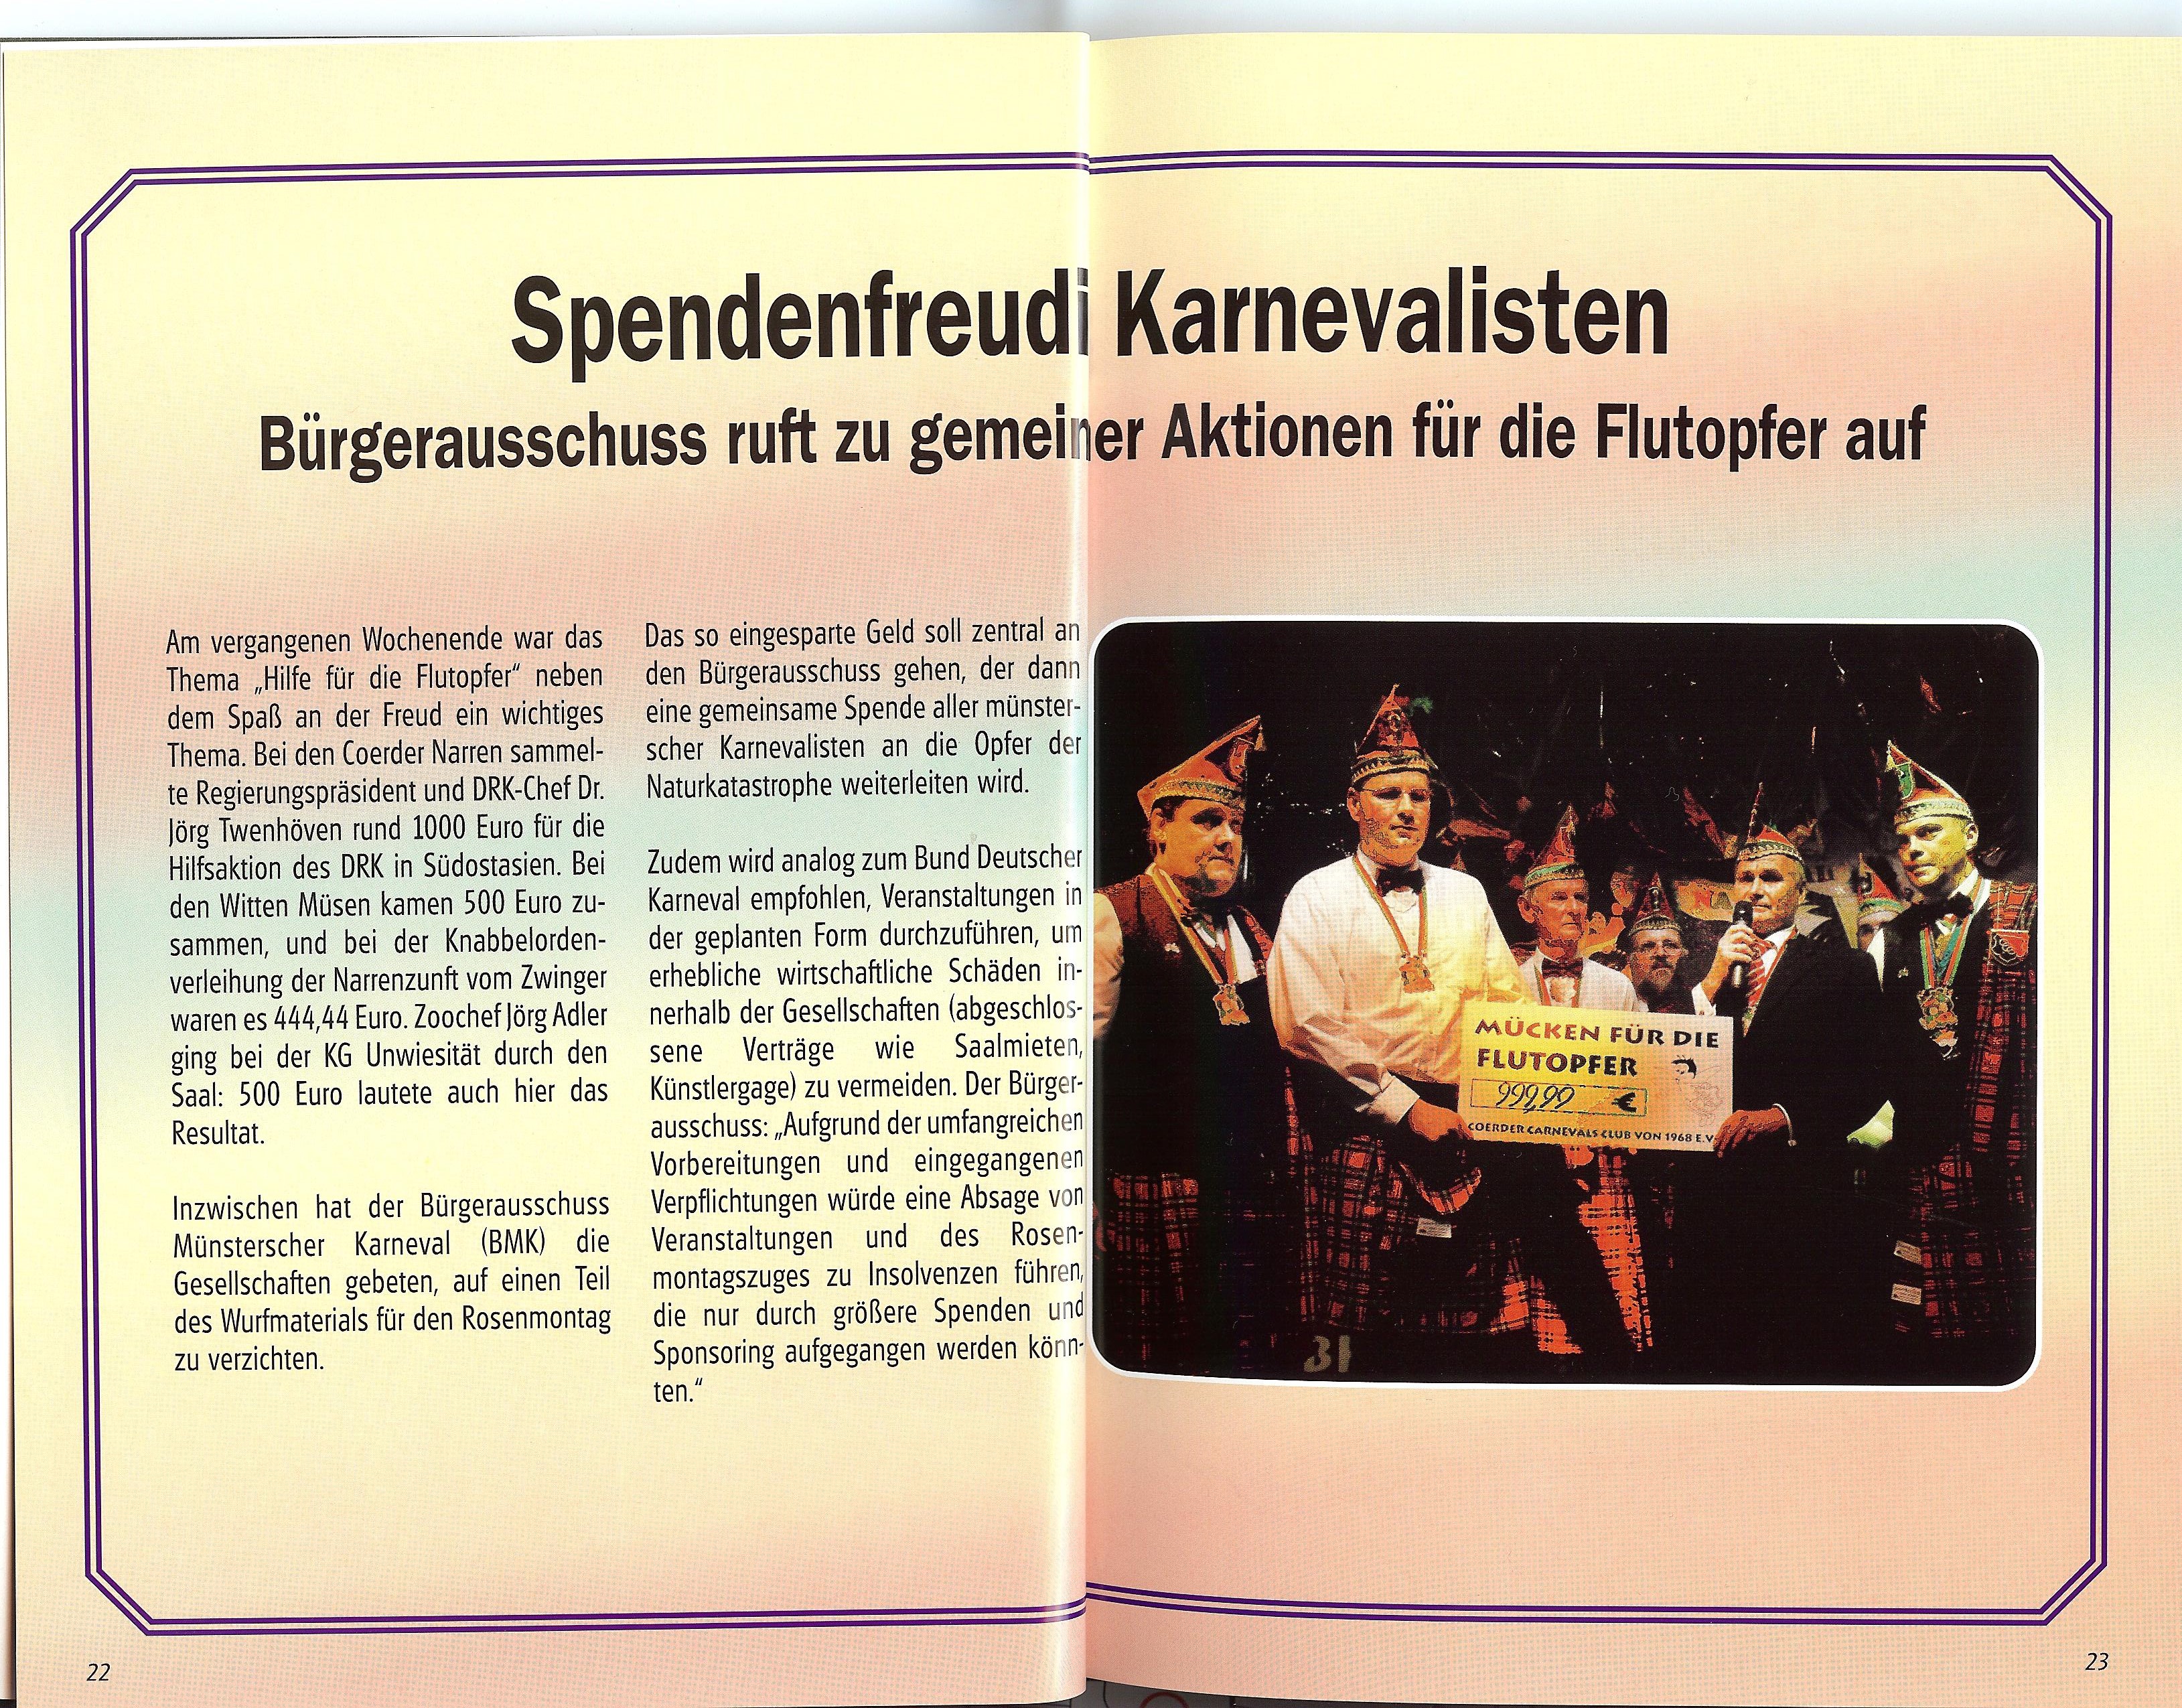 Spendenfreudi Karnevalisten
Bürgerausschuss ruft zu gemeiner Aktionen für die Flutopfer auf
Am vergangenen Wochenende war das
Thema „Hilfe für die Flutopfer“ neben
dem Spaß an der Freud ein wichtiges
Thema. Bei den Coerder Narren sammel-
te Regierungspräsident und DRK-Chef Dr.
Jörg Twenhöven rund 1000 Euro für die
Hilfsaktion des DRK in Südostasien. Bei
den Witten Müsen kamen 500 Euro zu-
sammen, und bei der Knabbelorden-
verleihung der Narrenzunft vom Zwinger
waren es 444,44 Euro. Zoochef Jörg Adler
ging bei der KG Unwiesität durch den
Saal: 500 Euro lautete auch hier das
Resultat.
Inzwischen hat der Bürgerausschuss
Münsterscher Karneval (BMK) die
Gesellschaften gebeten, auf einen Teil
des Wurfmaterials für den Rosenmontag
zu verzichten.
Das so eingesparte Geld soll zentral an
den Bürgerausschuss gehen, der dann
eine gemeinsame Spende aller münster-
scher Karnevalisten an die Opfer der
Naturkatastrophe weiterleiten wird.
Zudem wird analog zum Bund Deutscher
Karneval empfohlen, Veranstaltungen in
der geplanten Form durchzuführen, um
erhebliche wirtschaftliche Schäden in-
nerhalb der Gesellschaften (abgeschlos-
sene Verträge wie Saalmieten,
Künstlergage) zu vermeiden. Der Bürger-
ausschuss: „Aufgrund der umfangreichen
Vorbereitungen und eingegangenen
Verpflichtungen würde eine Absage von
Veranstaltungen und des Rosen-
montagszuges zu Insolvenzen führen,
die nur durch größere Spenden und
Sponsoring aufgegangen werden könn-
ten.“
NA
MÜCKEN FÜR DIE
FLUTOPFER
999,99 €
COERDER CARNEVALS CLUB VON 1968 E.V
31
22
23